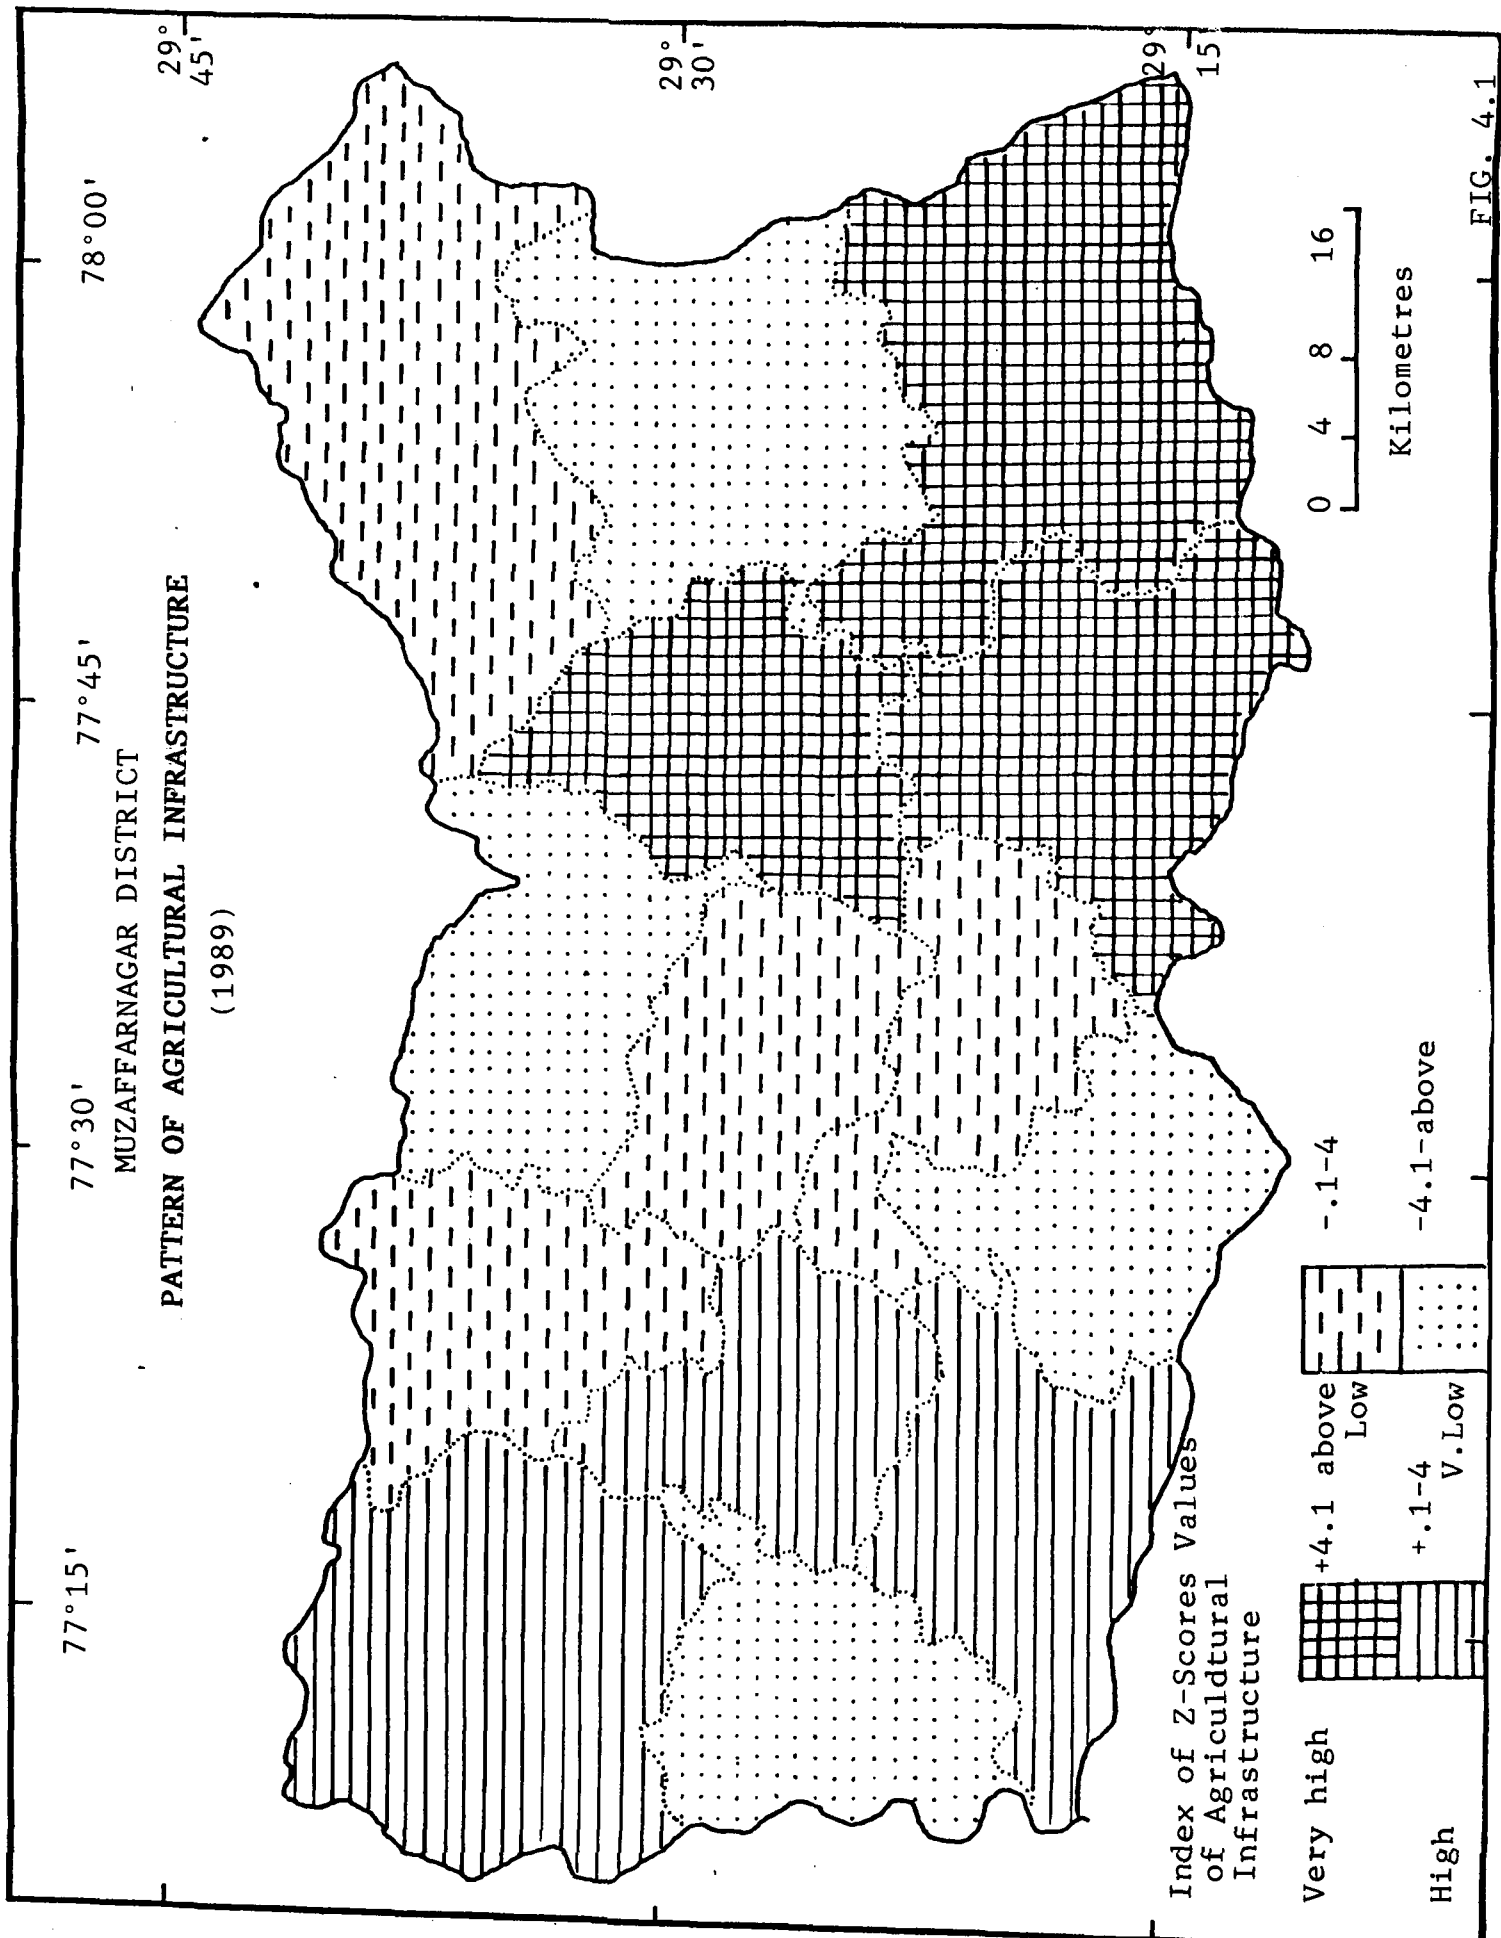 77°15'
77°30'
77°45'
78°00'
MUZAFFARNAGAR DISTRICT
PATTERN OF AGRICULTURAL INFRASTRUCTURE
(1989)
29°
45'
29°
30'
29°
15'
Index of Z-Scores Values
of Agriculdtural
Infrastructure
Very high +4.1 above -.1-4
Low
High +.1-4 -4.1-above
V.Low
0 4 8 16
Kilometres
FIG. 4.1